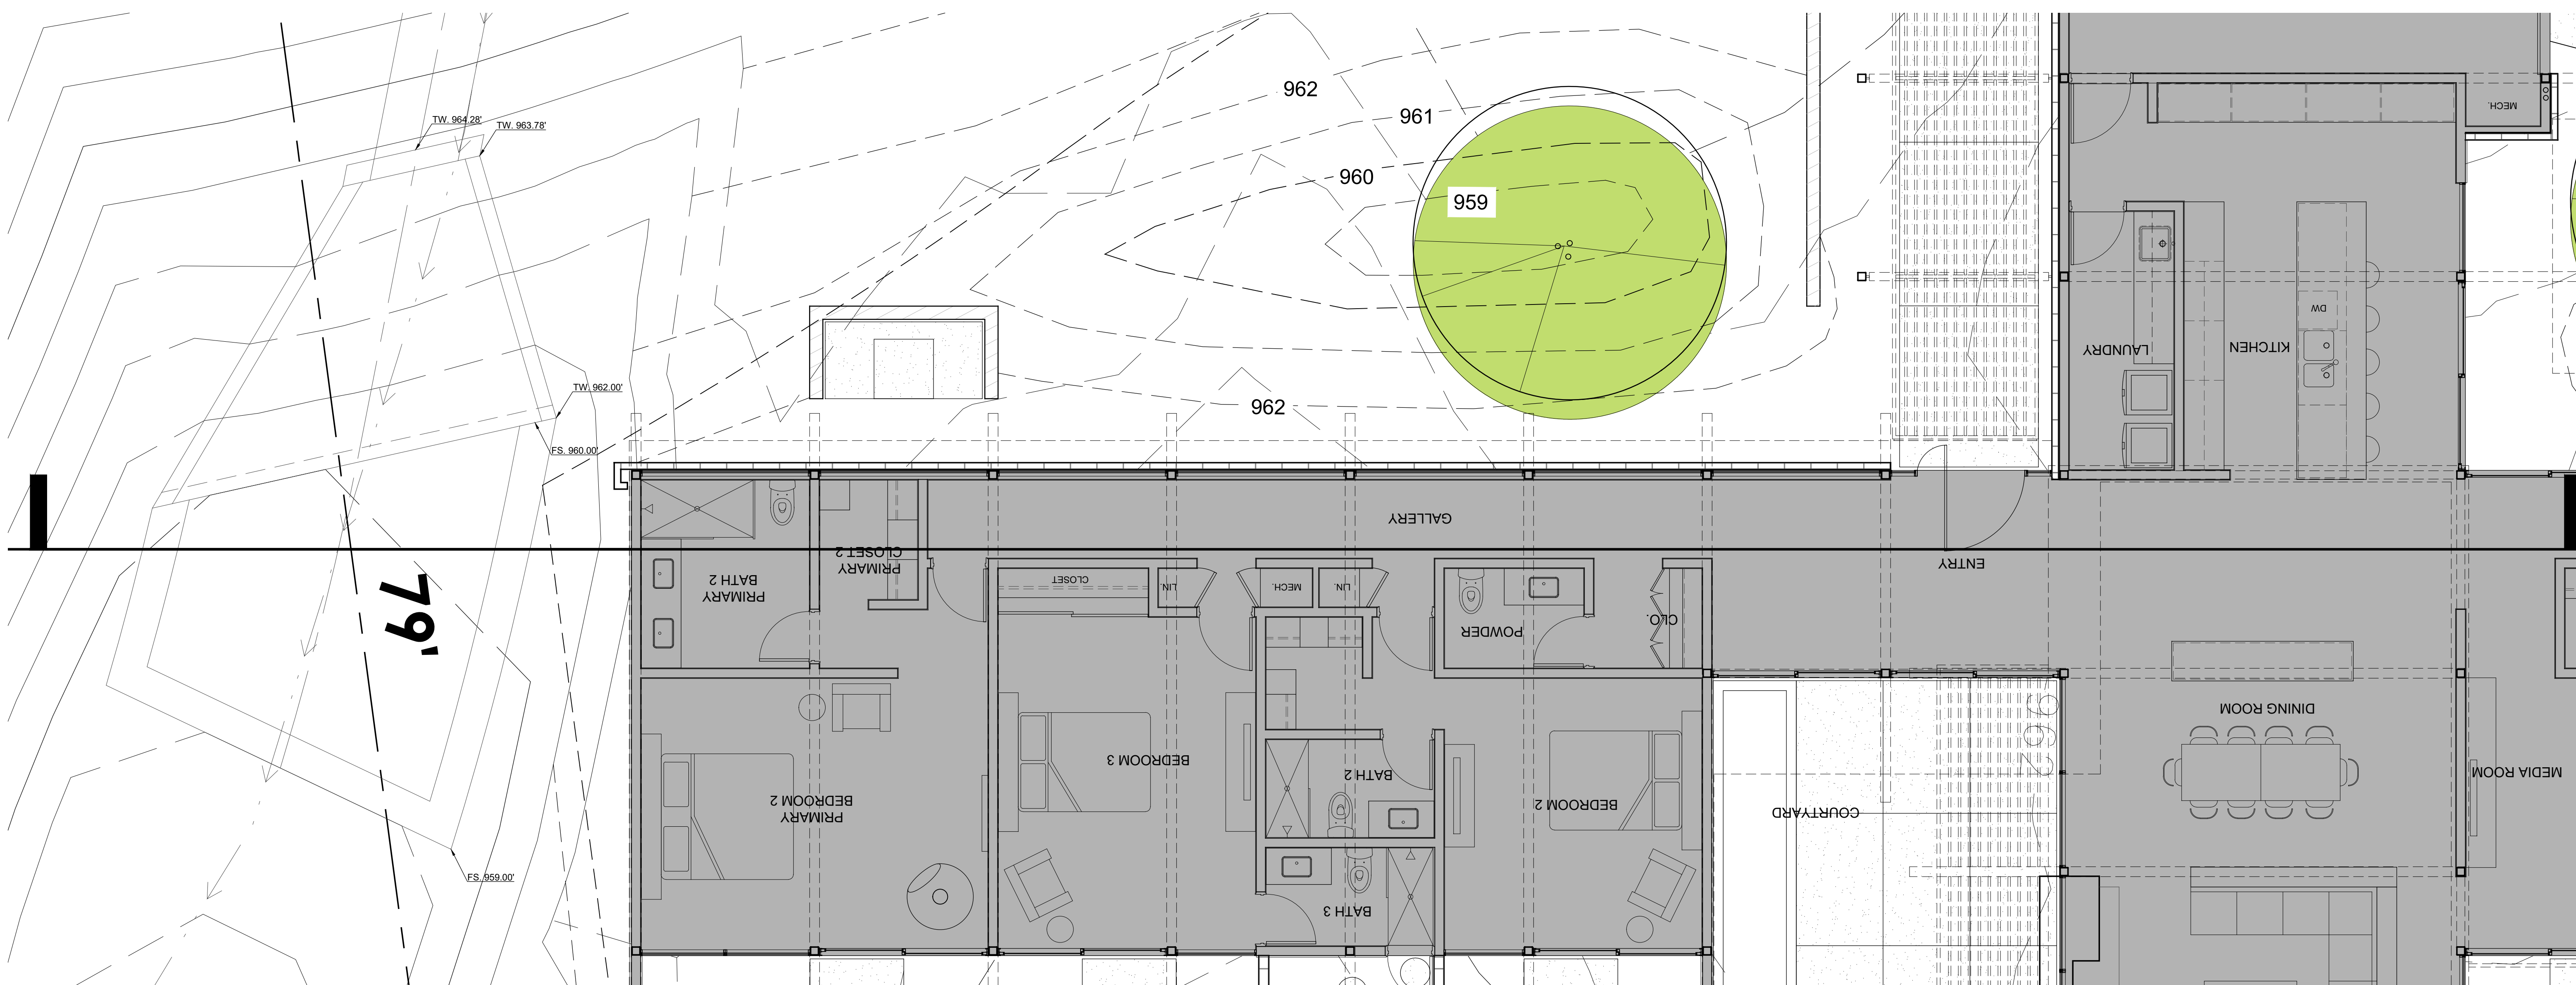 962
961
960
959
962
TW. 964.28'
TW. 963.78'
TW. 962.00'
FS. 960.00'
FS. 959.00'
79'
MECH.
LAUNDRY
KITCHEN
DW
GALLERY
ENTRY
PRIMARY
CLOSET 2
PRIMARY
BATH 2
CLOSET
LIN.
MECH.
LIN.
POWDER
CLO.
PRIMARY
BEDROOM 2
BEDROOM 3
BATH 2
BATH 3
BEDROOM 2
COURTYARD
962
DINING ROOM
MEDIA ROOM